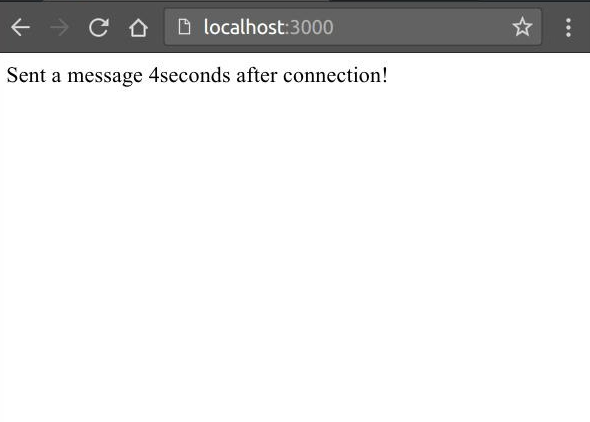 localhost:3000
Sent a message 4seconds after connection!